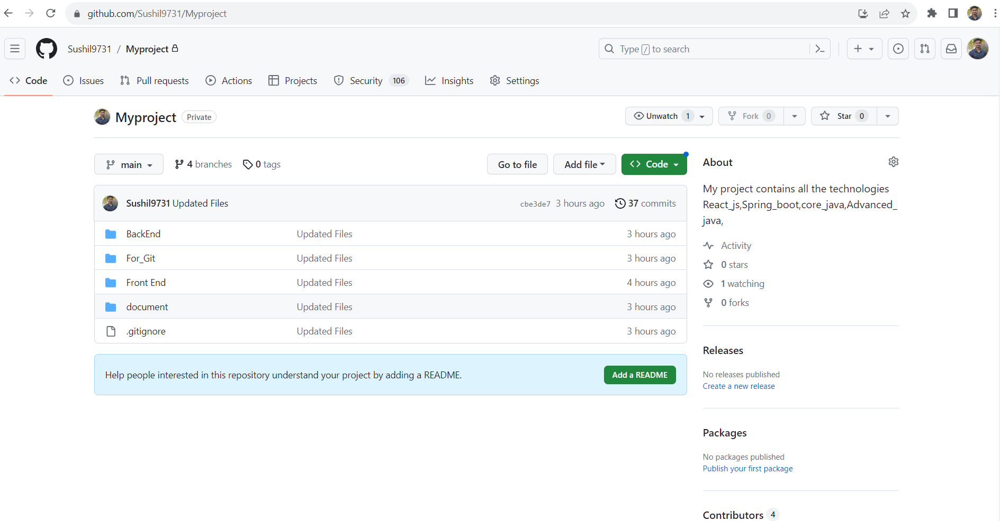 github.com/Sushil9731/Myproject
Sushil9731 / Myproject
Type / to search
Code Issues Pull requests Actions Projects Security 106 Insights Settings
Myproject Private
Unwatch 1 Fork 0 Star 0
main 4 branches 0 tags
Go to file Add file Code
Sushil9731 Updated Files cbe3de7 3 hours ago 37 commits
BackEnd Updated Files 3 hours ago
For_Git Updated Files 3 hours ago
Front End Updated Files 4 hours ago
document Updated Files 3 hours ago
.gitignore Updated Files 3 hours ago
Help people interested in this repository understand your project by adding a README. Add a README
About
My project contains all the technologies
React_js,Spring_boot,core_java,Advanced_
java,
Activity
0 stars
1 watching
0 forks
Releases
No releases published
Create a new release
Packages
No packages published
Publish your first package
Contributors 4